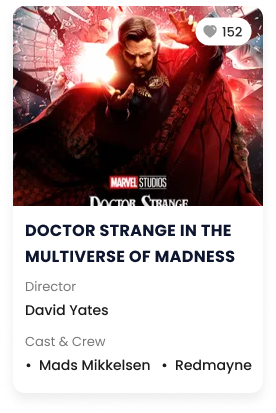 152
MARVEL STUDIOS
DOCTOR STRANGE
DOCTOR STRANGE IN THE
MULTIVERSE OF MADNESS
Director
David Yates
Cast & Crew
• Mads Mikkelsen • Redmayne